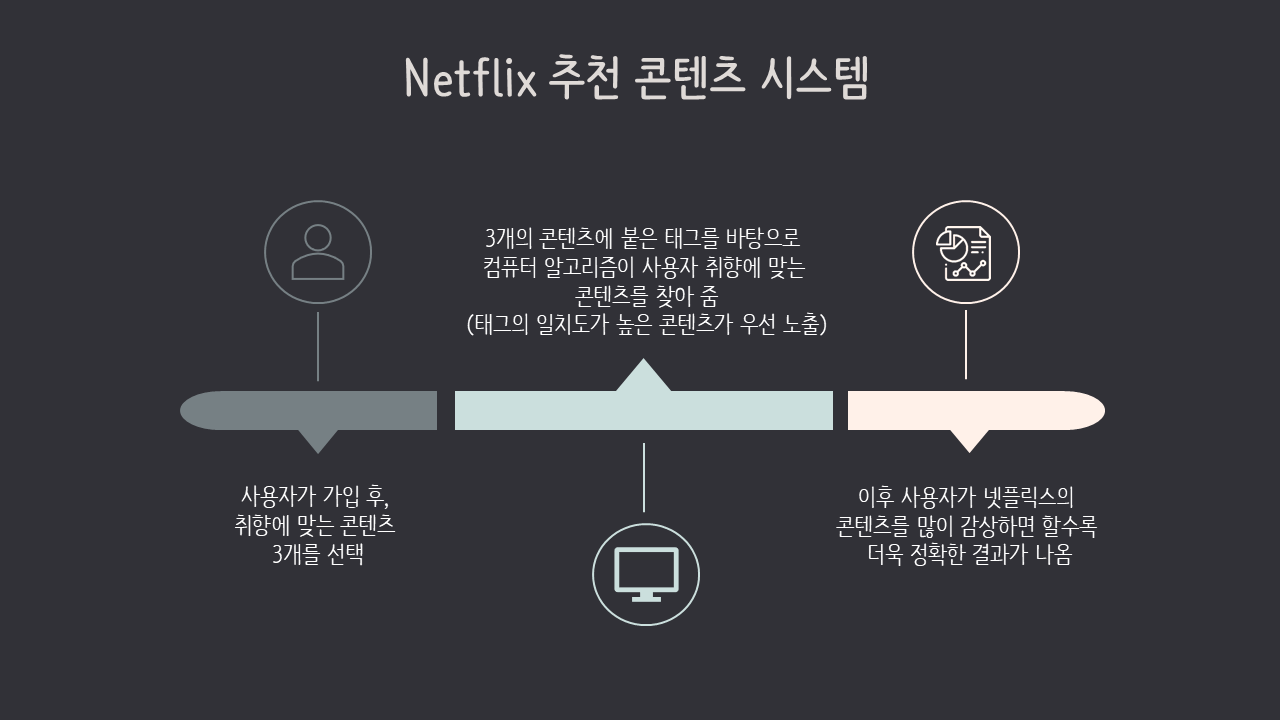 Netflix 추천 콘텐츠 시스템
3개의 콘텐츠에 붙은 태그를 바탕으로
컴퓨터 알고리즘이 사용자 취향에 맞는
콘텐츠를 찾아 줌
(태그의 일치도가 높은 콘텐츠가 우선 노출)
사용자가 가입 후,
취향에 맞는 콘텐츠
3개를 선택
이후 사용자가 넷플릭스의
콘텐츠를 많이 감상하면 할수록
더욱 정확한 결과가 나옴